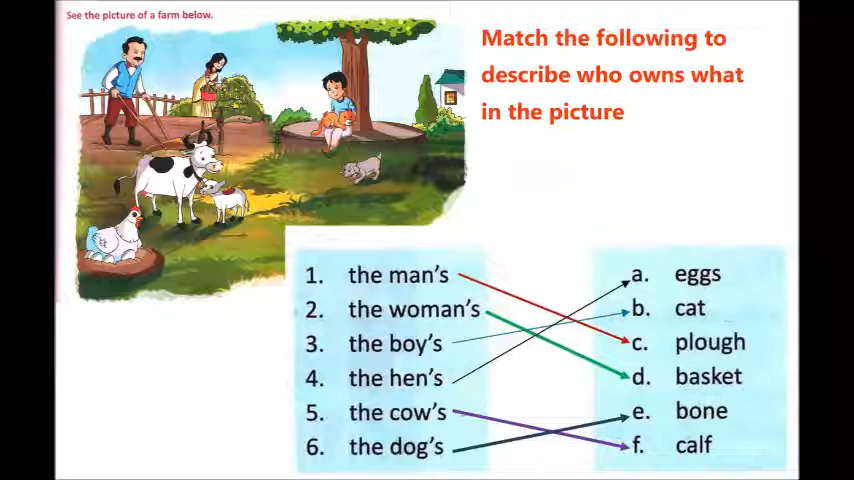 See the picture of a farm below.
Match the following to
describe who owns what
in the picture
1. the man's
2. the woman's
3. the boy's
4. the hen's
5. the cow's
6. the dog's
a. eggs
b. cat
c. plough
d. basket
e. bone
f. calf